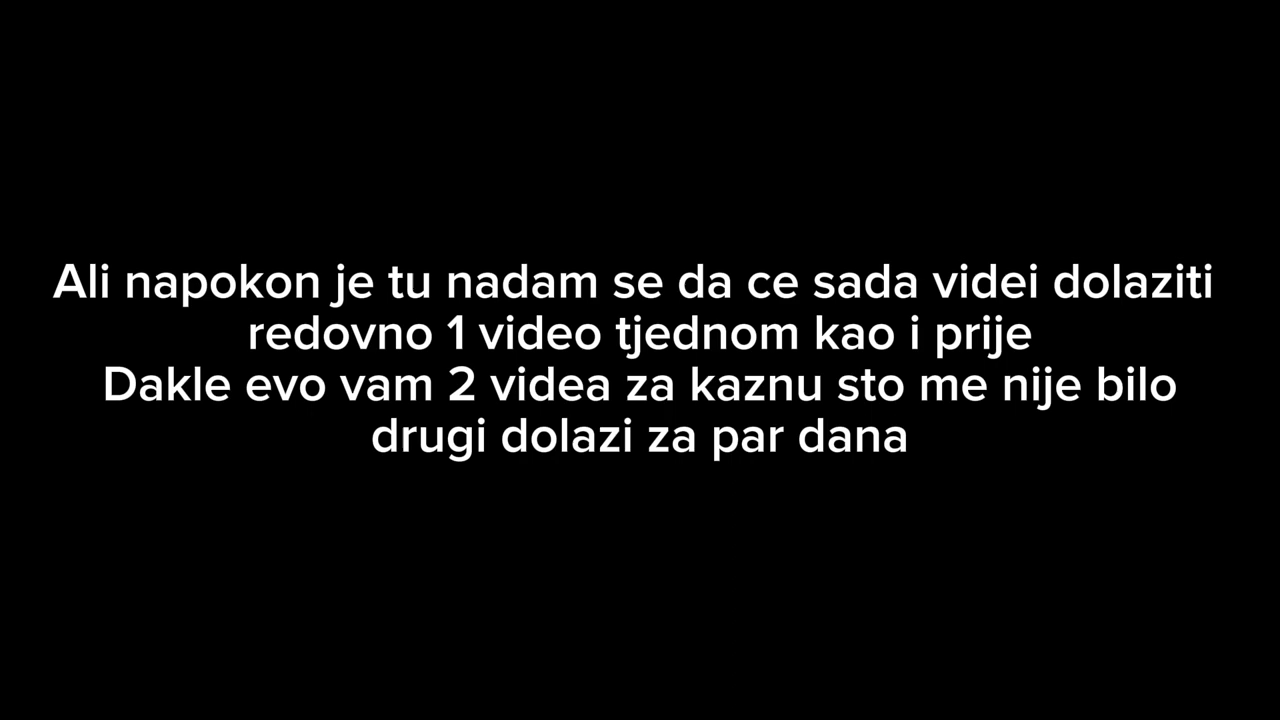 Ali napokon je tu nadam se da ce sada videi dolaziti
redovno 1 video tjednom kao i prije
Dakle evo vam 2 videa za kaznu sto me nije bilo
drugi dolazi za par dana